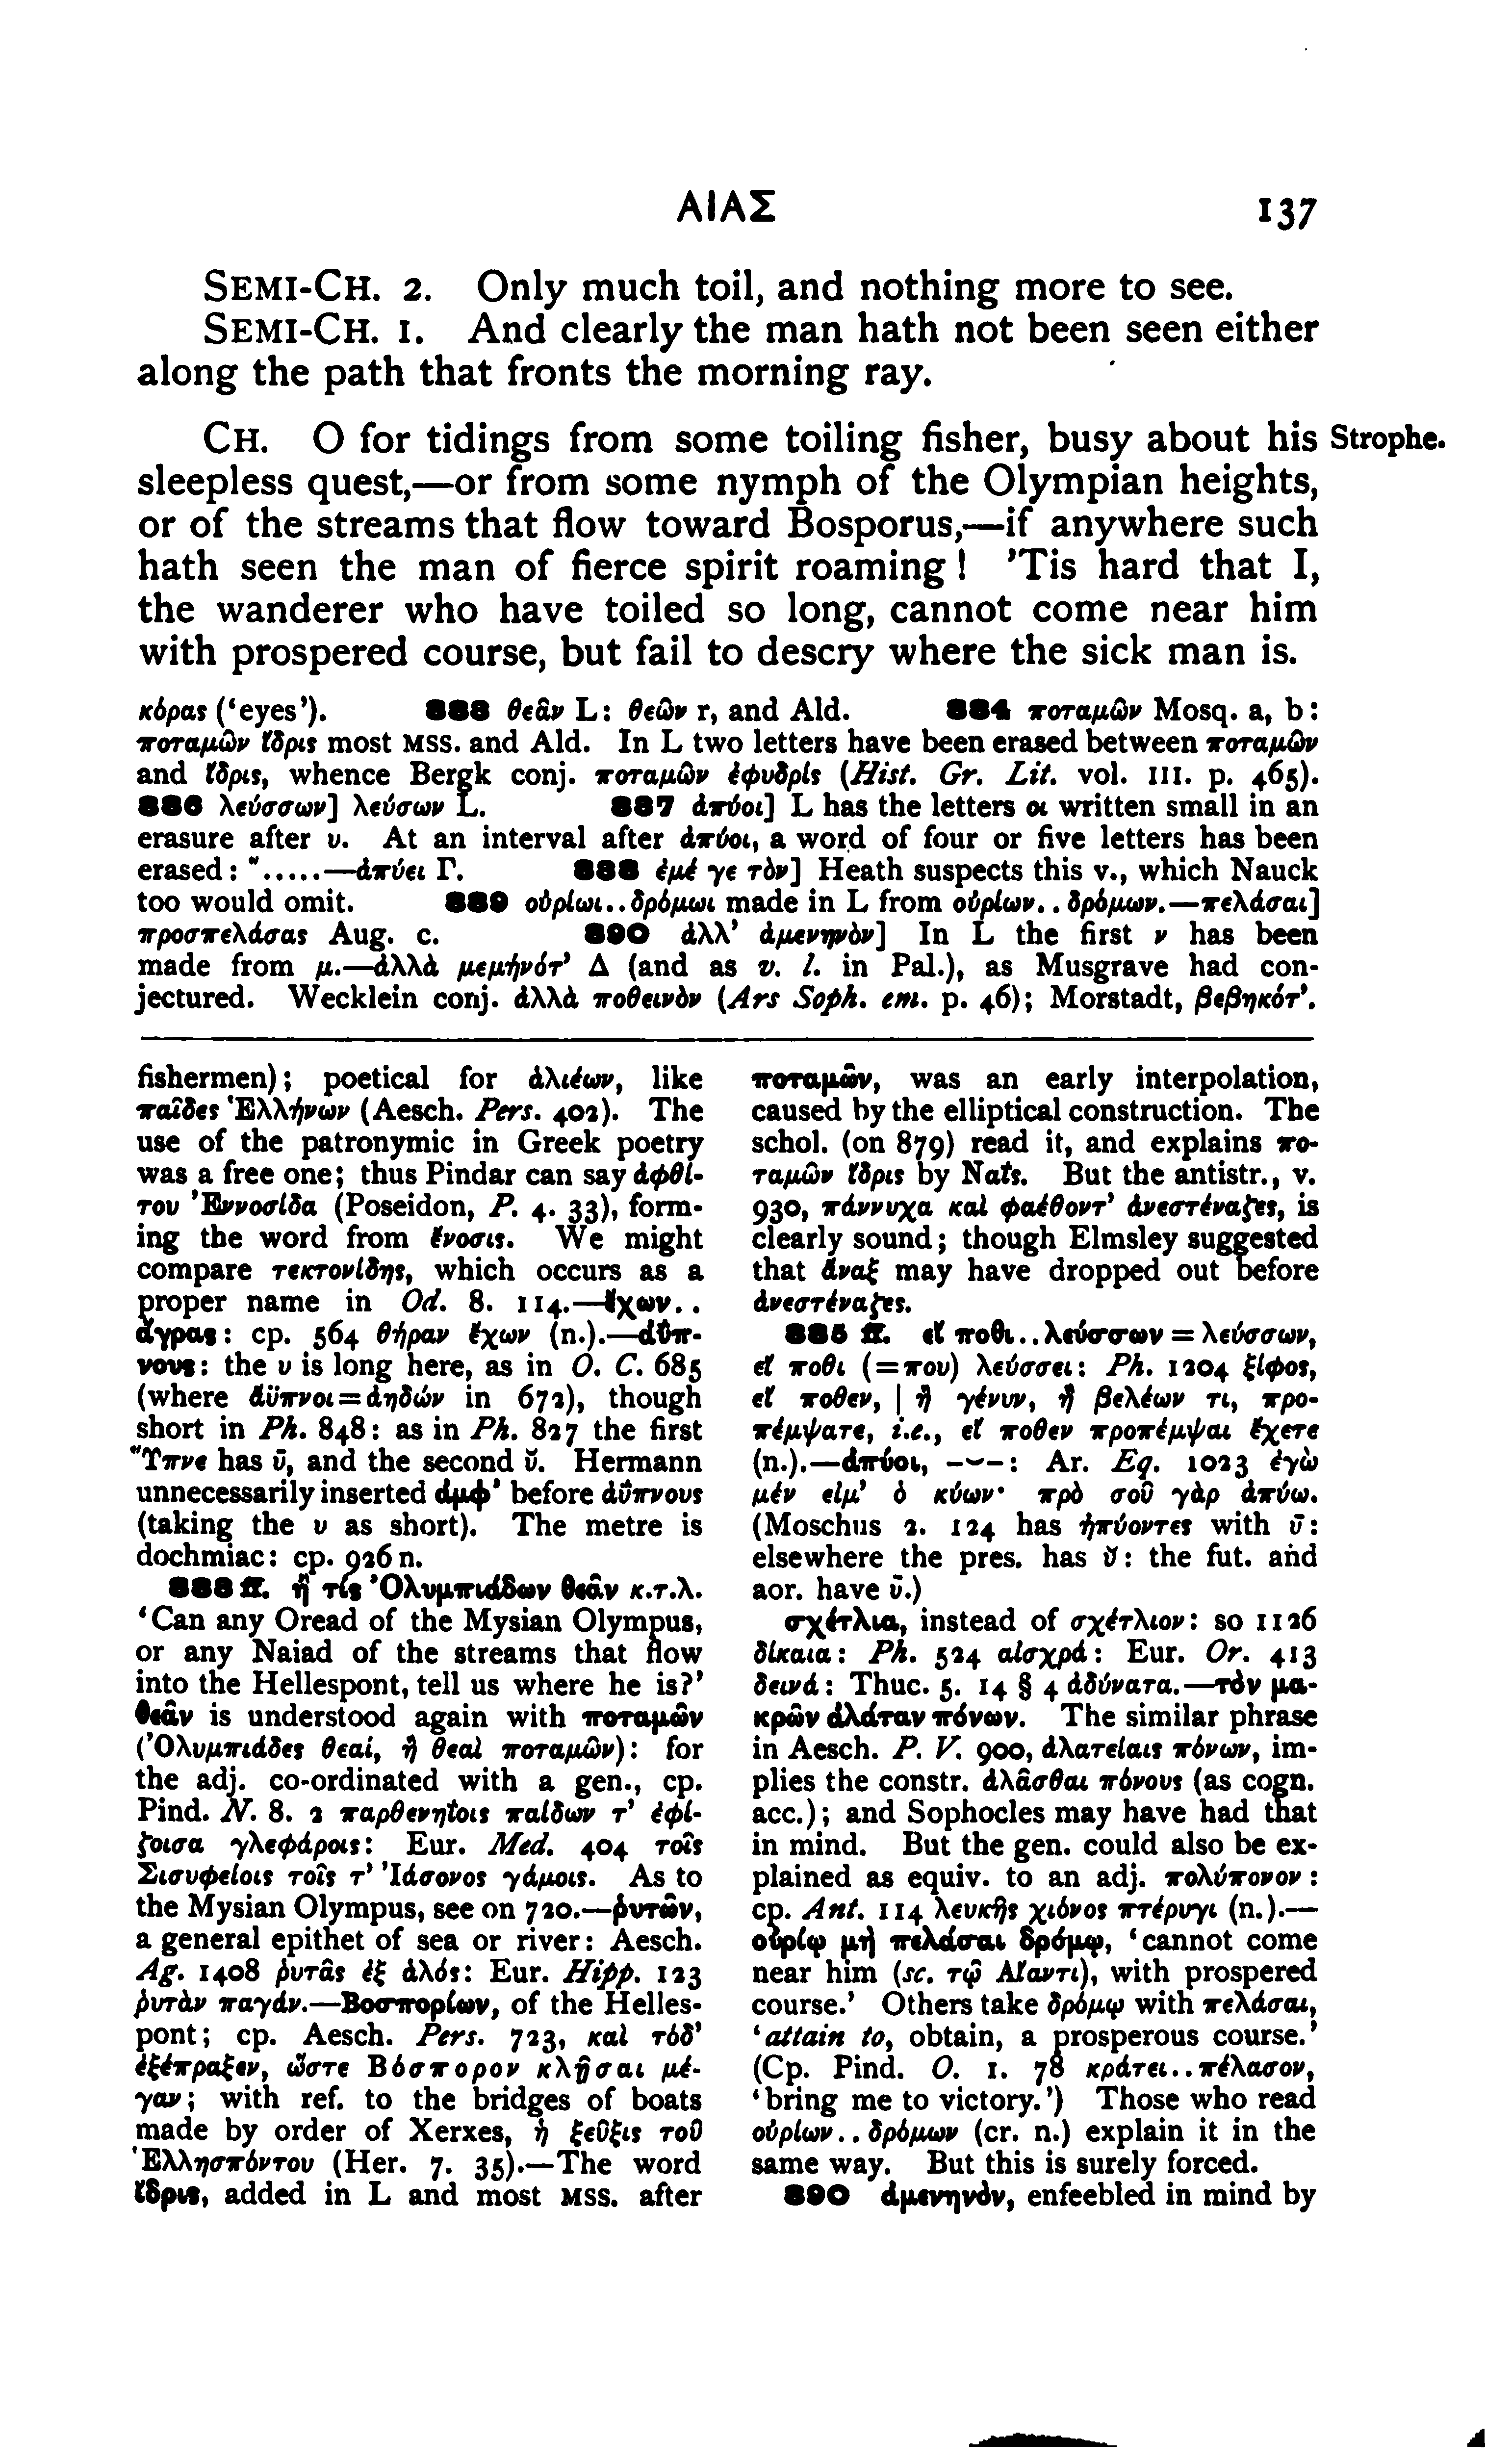 ΑΙΑΣ 137
SEMI-CH. 2. Only much toil, and nothing more to see.
SEMI-CH. 1. And clearly the man hath not been seen either
along the path that fronts the morning ray.
CH. O for tidings from some toiling fisher, busy about his Strophe.
sleepless quest,—or from some nymph of the Olympian heights,
or of the streams that flow toward Bosporus,—if anywhere such
hath seen the man of fierce spirit roaming! 'Tis hard that I,
the wanderer who have toiled so long, cannot come near him
with prospered course, but fail to descry where the sick man is.
κόρας ('eyes'). 883 θεᾶν L: θεῶν r, and Ald. 884 ποταμῶν Mosq. a, b:
ποταμῶν ἴδρις most MSS. and Ald. In L two letters have been erased between ποταμῶν
and ἴδρις, whence Bergk conj. ποταμῶν ἐφυδρίς (Hist. Gr. Lit. vol. III. p. 465).
886 λεύσσων] λεύσων L. 887 ἀπύοι] L has the letters οι written small in an
erasure after υ. At an interval after ἀπύοι, a word of four or five letters has been
erased: ".....—ἀπύει Γ. 888 ἐμέ γε τὸν] Heath suspects this v., which Nauck
too would omit. 889 οὐρίωι..δρόμωι made in L from οὐρίων..δρόμων.—πελάσαι]
προσπελάσας Aug. c. 890 ἀλλ' ἀμενηνὸν] In L the first ν has been
made from μ.—ἀλλὰ μεμήνότ' Δ (and as v. l. in Pal.), as Musgrave had con-
jectured. Wecklein conj. ἀλλὰ ποθεινὸν (Ars Soph. em. p. 46); Morstadt, βεβηκότ'.
fishermen); poetical for ἁλιέων, like
παῖδες Ἑλλήνων (Aesch. Pers. 402). The
use of the patronymic in Greek poetry
was a free one; thus Pindar can say ἀφθί-
του Ἐννοσίδα (Poseidon, P. 4. 33), form-
ing the word from ἔνοσις. We might
compare τεκτονίδης, which occurs as a
proper name in Od. 8. 114.—ἔχων..
ἄγρας: cp. 564 θήραν ἔχων (n.).—ἀΰπ-
νους: the υ is long here, as in O. C. 685
(where ἄϋπνοι=ἀηδών in 672), though
short in Ph. 848: as in Ph. 827 the first
Ὕπνε has ῡ, and the second ῠ. Hermann
unnecessarily inserted ἀμφ' before ἀΰπνους
(taking the υ as short). The metre is
dochmiac: cp. 926 n.
883 ff. ἢ τίς Ὀλυμπιάδων θεᾶν κ.τ.λ.
'Can any Oread of the Mysian Olympus,
or any Naiad of the streams that flow
into the Hellespont, tell us where he is?'
θεᾶν is understood again with ποταμῶν
(Ὀλυμπιάδες θεαί, ἢ θεαὶ ποταμῶν): for
the adj. co-ordinated with a gen., cp.
Pind. N. 8. 2 παρθενηΐοις παίδων τ' ἐφί-
ζοισα γλεφάροις: Eur. Med. 404 τοῖς
Σισυφείοις τοῖς τ' Ἰάσονος γάμοις. As to
the Mysian Olympus, see on 720.—ῥυτῶν,
a general epithet of sea or river: Aesch.
Ag. 1408 ῥυτᾶς ἐξ ἁλός: Eur. Hipp. 123
ῥυτὰν παγάν.—Βοσπορίων, of the Helles-
pont; cp. Aesch. Pers. 723, καὶ τόδ'
ἐξέπραξεν, ὥστε Βόσπορον κλῇσαι μέ-
γαν; with ref. to the bridges of boats
made by order of Xerxes, ἡ ξεῦξις τοῦ
Ἑλλησπόντου (Her. 7. 35).—The word
ἴδρις, added in L and most MSS. after
ποταμῶν, was an early interpolation,
caused by the elliptical construction. The
schol. (on 879) read it, and explains πο-
ταμῶν ἴδρις by Ναΐς. But the antistr., v.
930, πάννυχα καὶ φαέθοντ' ἀνεστέναζες, is
clearly sound; though Elmsley suggested
that ἄναξ may have dropped out before
ἀνεστέναζες.
885 ff. εἴ ποθι..λεύσσων = λεύσσων,
εἴ ποθι (=που) λεύσσει: Ph. 1204 ξίφος,
εἴ ποθεν, | ἢ γένυν, ἢ βελέων τι, προ-
πέμψατε, i.e., εἴ ποθεν προπέμψαι ἔχετε
(n.).—ἀπύοι, -⏑-: Ar. Eq. 1023 ἐγὼ
μέν εἰμ' ὁ κύων· πρὸ σοῦ γὰρ ἀπύω.
(Moschus 2. 124 has ἠπύοντες with ῡ:
elsewhere the pres. has ῠ: the fut. and
aor. have ῡ.)
σχέτλια, instead of σχέτλιον: so 1126
δίκαια: Ph. 524 αἰσχρά: Eur. Or. 413
δεινά: Thuc. 5. 14 § 4 ἀδύνατα.—τὸν μα-
κρῶν ἀλάταν πόνων. The similar phrase
in Aesch. P. V. 900, ἀλατείαις πόνων, im-
plies the constr. ἀλᾶσθαι πόνους (as cogn.
acc.); and Sophocles may have had that
in mind. But the gen. could also be ex-
plained as equiv. to an adj. πολύπονον:
cp. Ant. 114 λευκῆς χιόνος πτέρυγι (n.).—
οὐρίῳ μὴ πελάσαι δρόμῳ, 'cannot come
near him (sc. τῷ Αἴαντι), with prospered
course.' Others take δρόμῳ with πελάσαι,
'attain to, obtain, a prosperous course.'
(Cp. Pind. O. 1. 78 κράτει..πέλασον,
'bring me to victory.') Those who read
οὐρίων..δρόμων (cr. n.) explain it in the
same way. But this is surely forced.
890 ἀμενηνὸν, enfeebled in mind by